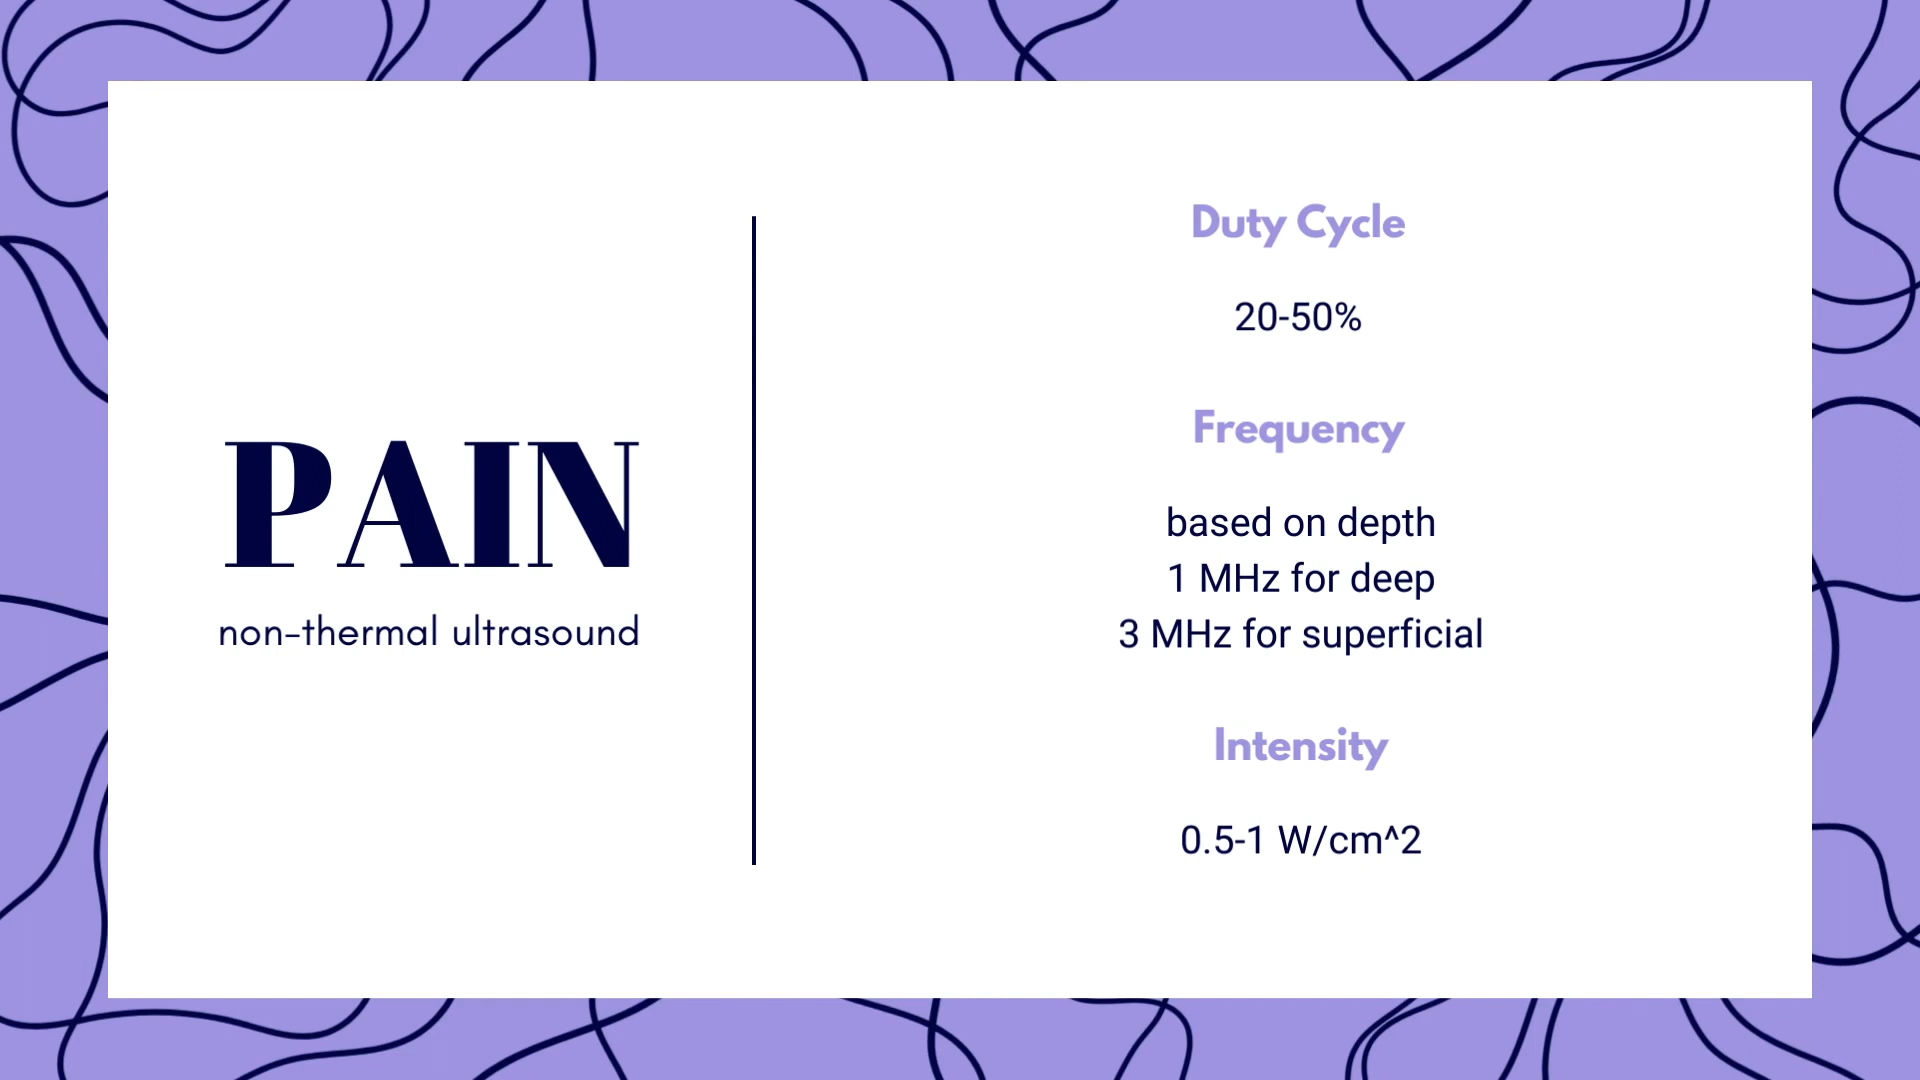 PAIN
non-thermal ultrasound
Duty Cycle
20-50%
Frequency
based on depth
1 MHz for deep
3 MHz for superficial
Intensity
0.5-1 W/cm^2